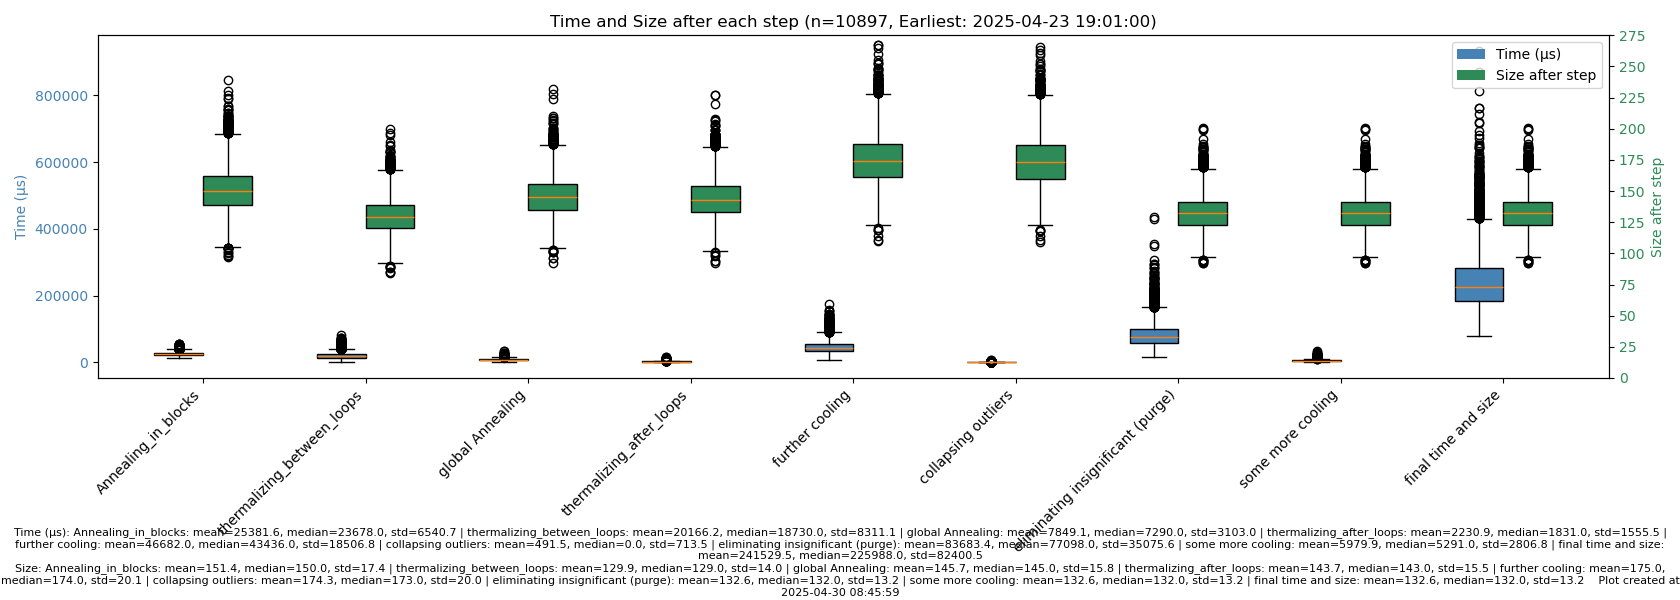 Time and Size after each step (n=10897, Earliest: 2025-04-23 19:01:00)
Time (μs)
800000
600000
400000
200000
0
Time (μs)
Size after step
275
250
225
200
175
150
125
100
75
50
25
0
Size after step
Annealing_in_blocks
thermalizing_between_loops
global Annealing
thermalizing_after_loops
further cooling
collapsing outliers
eliminating insignificant (purge)
some more cooling
final time and size
Time (μs): Annealing_in_blocks: mean=25381.6, median=23678.0, std=6540.7 | thermalizing_between_loops: mean=20166.2, median=18730.0, std=8311.1 | global Annealing: mean=7849.1, median=7290.0, std=3103.0 | thermalizing_after_loops: mean=2230.9, median=1831.0, std=1555.5 |
further cooling: mean=46682.0, median=43436.0, std=18506.8 | collapsing outliers: mean=491.5, median=0.0, std=713.5 | eliminating insignificant (purge): mean=83683.4, median=77098.0, std=35075.6 | some more cooling: mean=5979.9, median=5291.0, std=2806.8 | final time and size:
mean=241529.5, median=225988.0, std=82400.5
Size: Annealing_in_blocks: mean=151.4, median=150.0, std=17.4 | thermalizing_between_loops: mean=129.9, median=129.0, std=14.0 | global Annealing: mean=145.7, median=145.0, std=15.8 | thermalizing_after_loops: mean=143.7, median=143.0, std=15.5 | further cooling: mean=175.0,
median=174.0, std=20.1 | collapsing outliers: mean=174.3, median=173.0, std=20.0 | eliminating insignificant (purge): mean=132.6, median=132.0, std=13.2 | some more cooling: mean=132.6, median=132.0, std=13.2 | final time and size: mean=132.6, median=132.0, std=13.2 Plot created at
2025-04-30 08:45:59